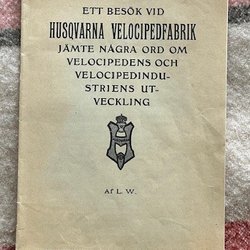 ETT BESÖK VID
HUSQVARNA VELOCIPEDFABRIK
JÄMTE NÅGRA ORD OM
VELOCIPEDENS OCH
VELOCIPEDINDU-
STRIENS UT-
VECKLING
AF L. W.